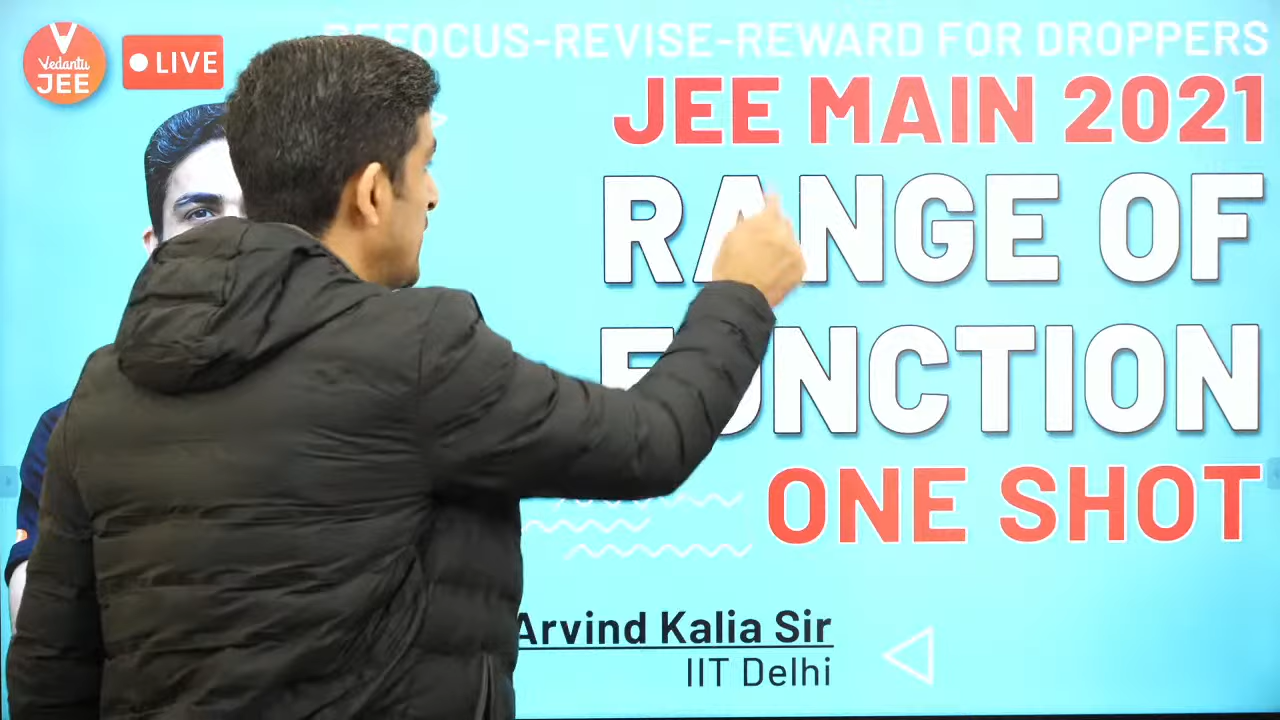 Vedantu
JEE
LIVE
REFOCUS-REVISE-REWARD FOR DROPPERS
JEE MAIN 2021
RANGE OF
FUNCTION
ONE SHOT
Arvind Kalia Sir
IIT Delhi